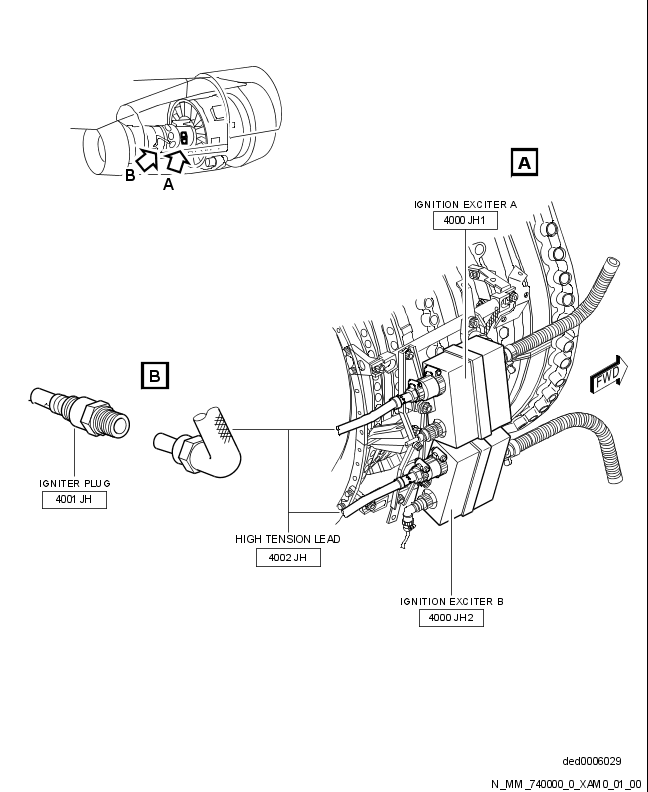 B
A
A
IGNITION EXCITER A
4000 JH1
B
FWD
IGNITER PLUG
4001 JH
HIGH TENSION LEAD
4002 JH
IGNITION EXCITER B
4000 JH2
ded0006029
N_MM_740000_0_XAM0_01_00